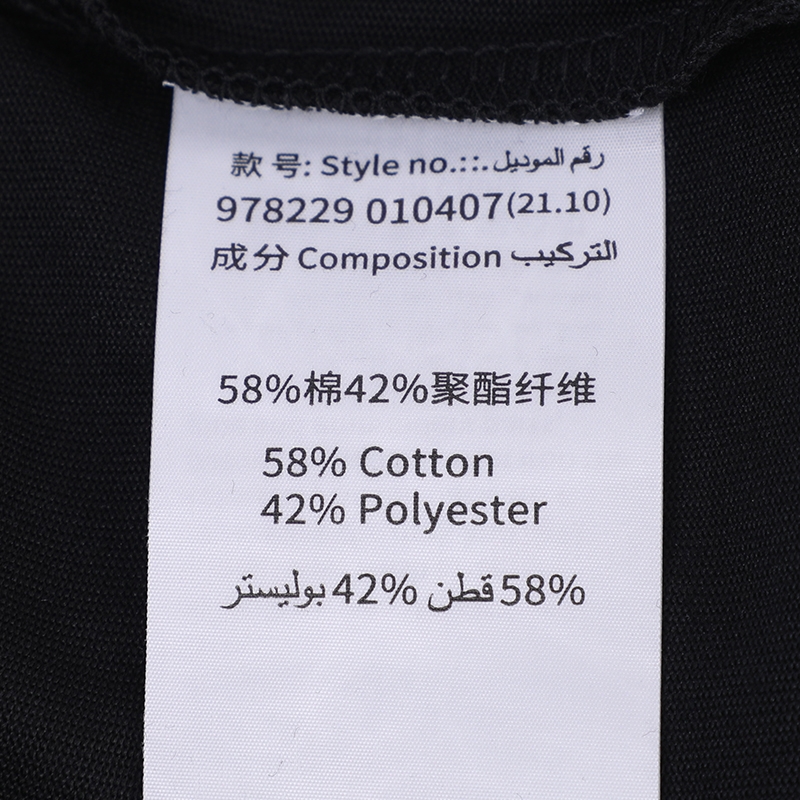 款 号: Style no.::. رقم الموديل
978229 010407(21.10)
成分 Composition التركيب
58%棉42%聚酯纤维
58% Cotton
42% Polyester
58% قطن 42% بوليستر